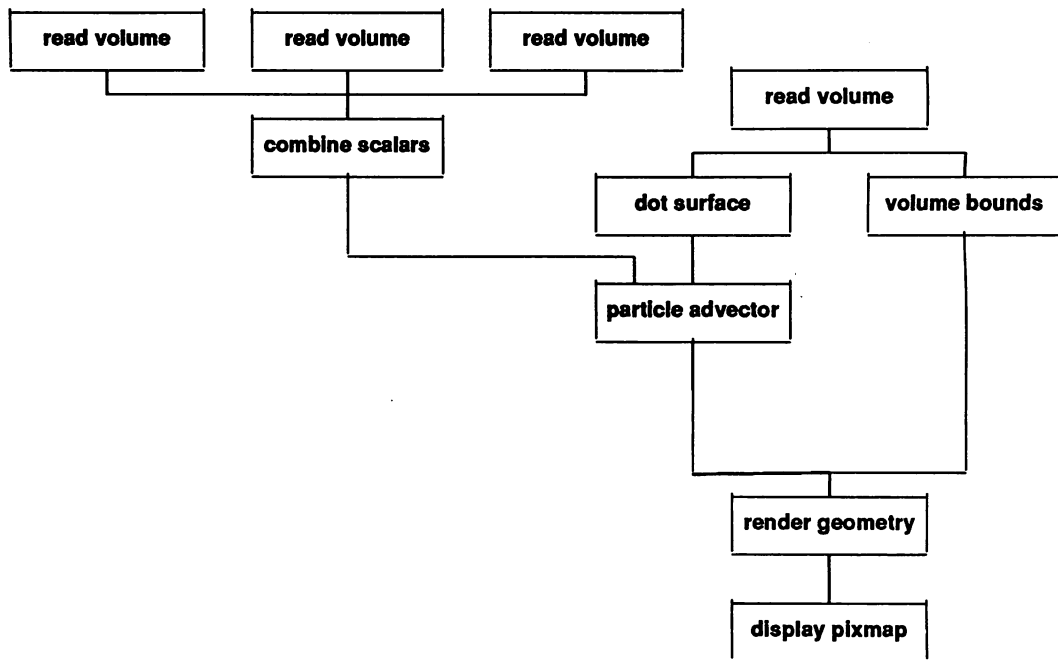 read volume
read volume
read volume
read volume
combine scalars
dot surface
volume bounds
particle advector
render geometry
display pixmap